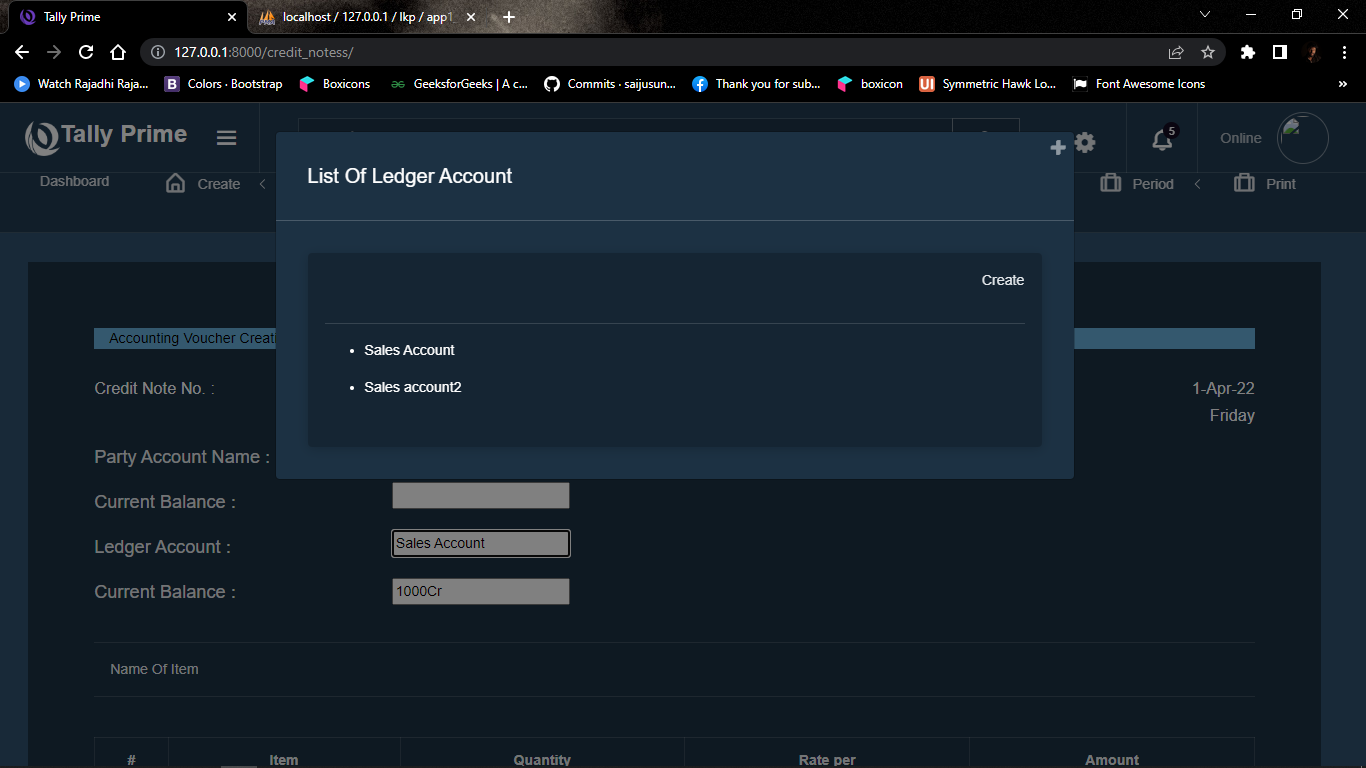 Tally Prime
localhost / 127.0.0.1 / lkp / app1
127.0.0.1:8000/credit_notess/
Watch Rajadhi Raja... Colors · Bootstrap Boxicons GeeksforGeeks | A c... Commits · saijusun... Thank you for sub... boxicon Symmetric Hawk Lo... Font Awesome Icons »
Tally Prime 5 Online
Dashboard Create Period Print
List Of Ledger Account
Create
Accounting Voucher Creati
Sales Account
Sales account2
Credit Note No. : 1-Apr-22
Friday
Party Account Name :
Current Balance :
Ledger Account : Sales Account
Current Balance : 1000Cr
Name Of Item
# Item Quantity Rate per Amount